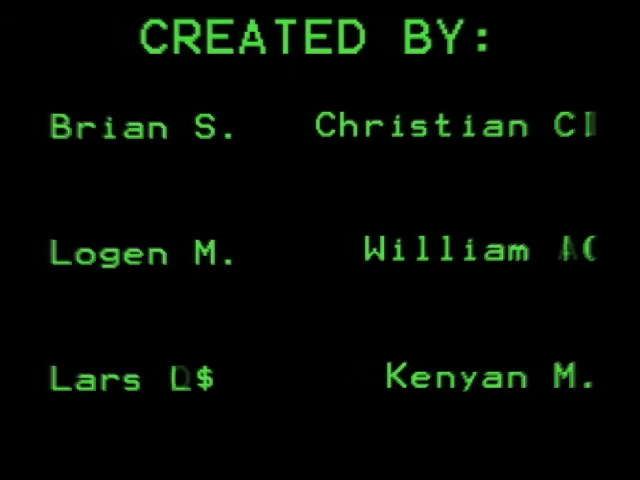 CREATED BY:
Brian S. Christian
Logen M. William
Lars Kenyan M.